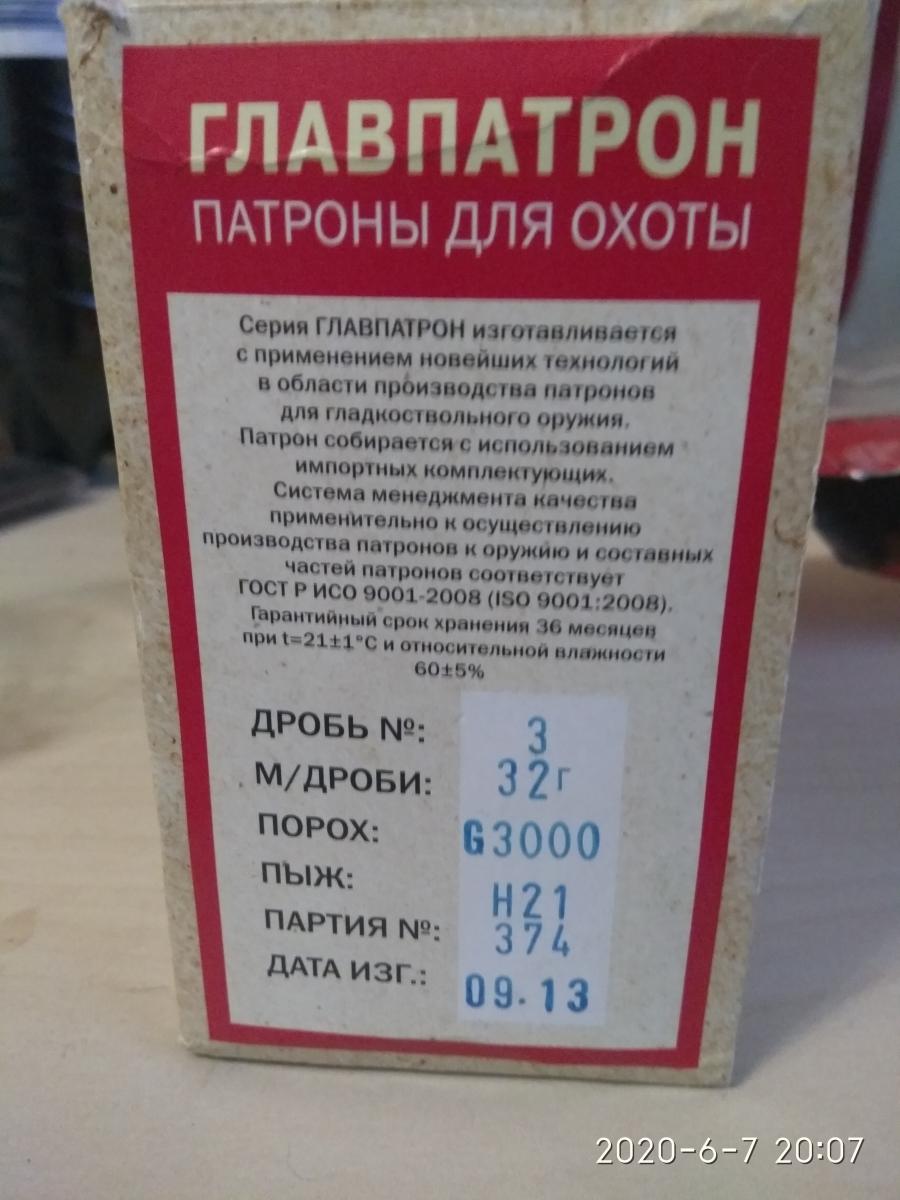 ГЛАВПАТРОН
ПАТРОНЫ ДЛЯ ОХОТЫ
Серия ГЛАВПАТРОН изготавливается
с применением новейших технологий
в области производства патронов
для гладкоствольного оружия.
Патрон собирается с использованием
импортных комплектующих.
Система менеджмента качества
применительно к осуществлению
производства патронов к оружию и составных
частей патронов соответствует
ГОСТ Р ИСО 9001-2008 (ISO 9001:2008).
Гарантийный срок хранения 36 месяцев
при t=21±1°С и относительной влажности
60±5%
ДРОБЬ №: 3
М/ДРОБИ: 32г
ПОРОХ: G3000
ПЫЖ: Н21
ПАРТИЯ №: 374
ДАТА ИЗГ.: 09.13
2020-6-7 20:07